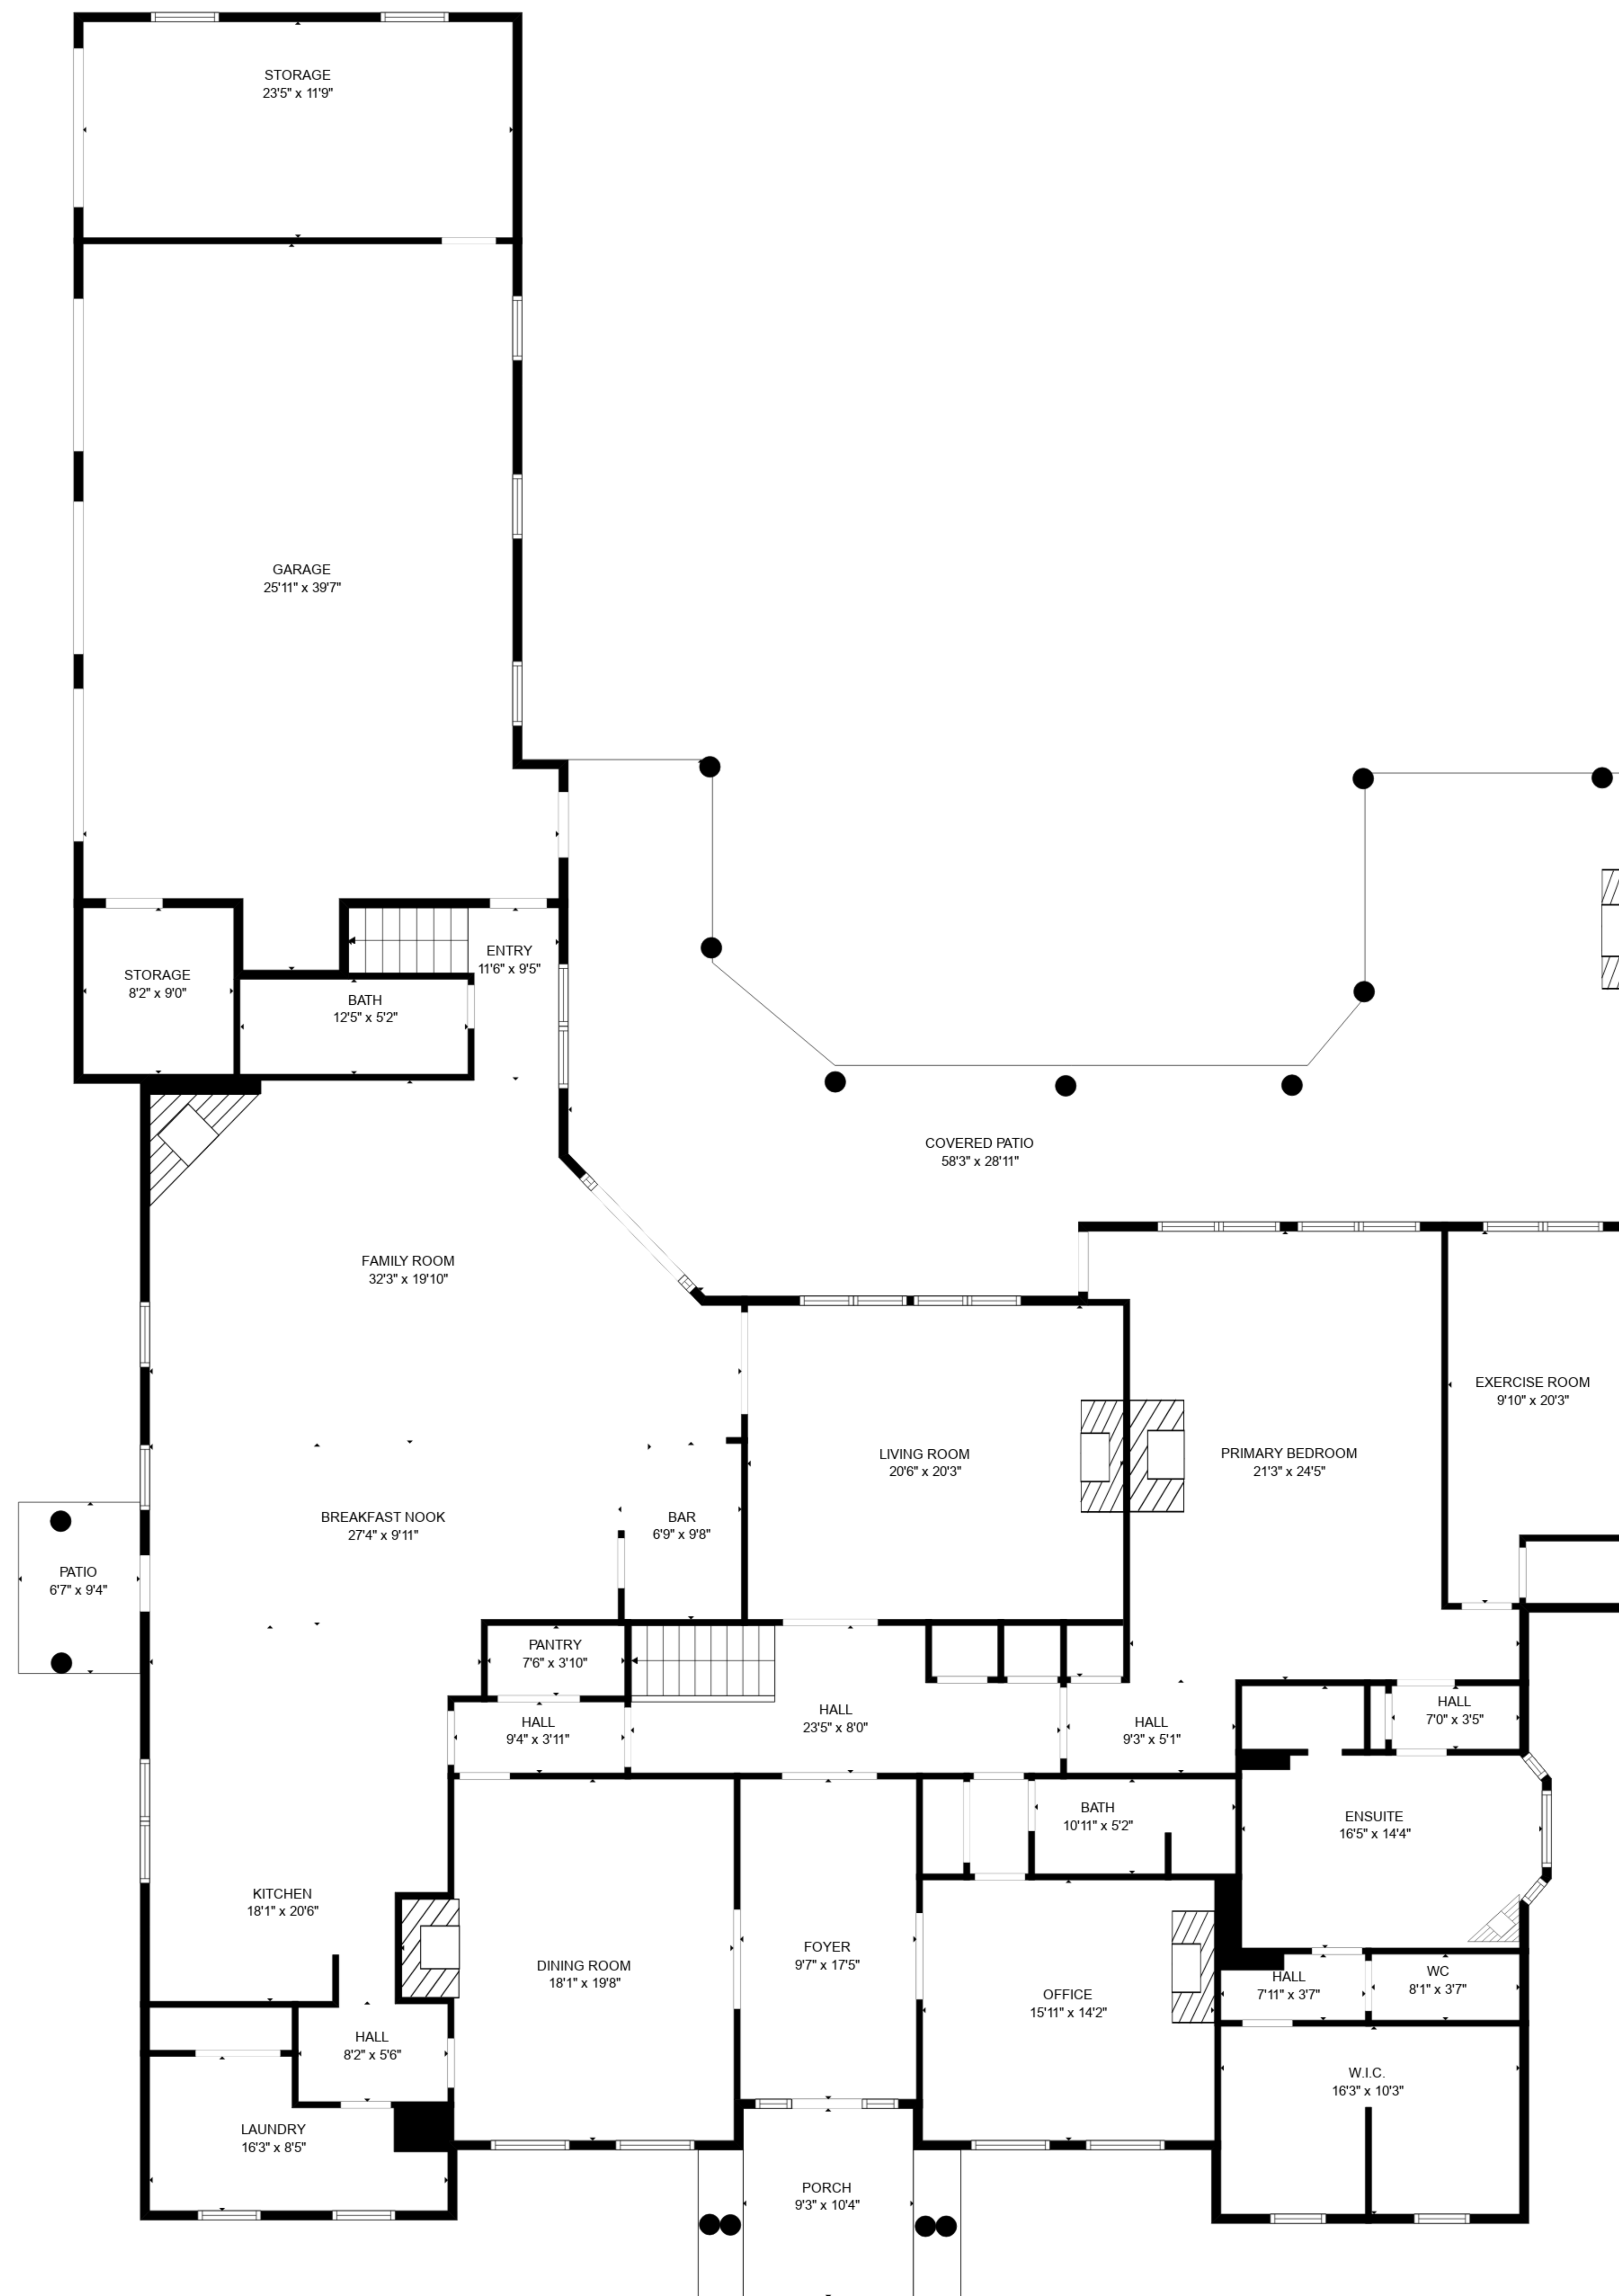 STORAGE
23'5" x 11'9"
GARAGE
25'11" x 39'7"
ENTRY
11'6" x 9'5"
STORAGE
8'2" x 9'0"
BATH
12'5" x 5'2"
COVERED PATIO
58'3" x 28'11"
FAMILY ROOM
32'3" x 19'10"
EXERCISE ROOM
9'10" x 20'3"
LIVING ROOM
20'6" x 20'3"
PRIMARY BEDROOM
21'3" x 24'5"
BREAKFAST NOOK
27'4" x 9'11"
BAR
6'9" x 9'8"
PATIO
6'7" x 9'4"
PANTRY
7'6" x 3'10"
HALL
9'4" x 3'11"
HALL
23'5" x 8'0"
HALL
9'3" x 5'1"
HALL
7'0" x 3'5"
BATH
10'11" x 5'2"
ENSUITE
16'5" x 14'4"
KITCHEN
18'1" x 20'6"
DINING ROOM
18'1" x 19'8"
FOYER
9'7" x 17'5"
OFFICE
15'11" x 14'2"
HALL
7'11" x 3'7"
WC
8'1" x 3'7"
HALL
8'2" x 5'6"
W.I.C.
16'3" x 10'3"
LAUNDRY
16'3" x 8'5"
PORCH
9'3" x 10'4"